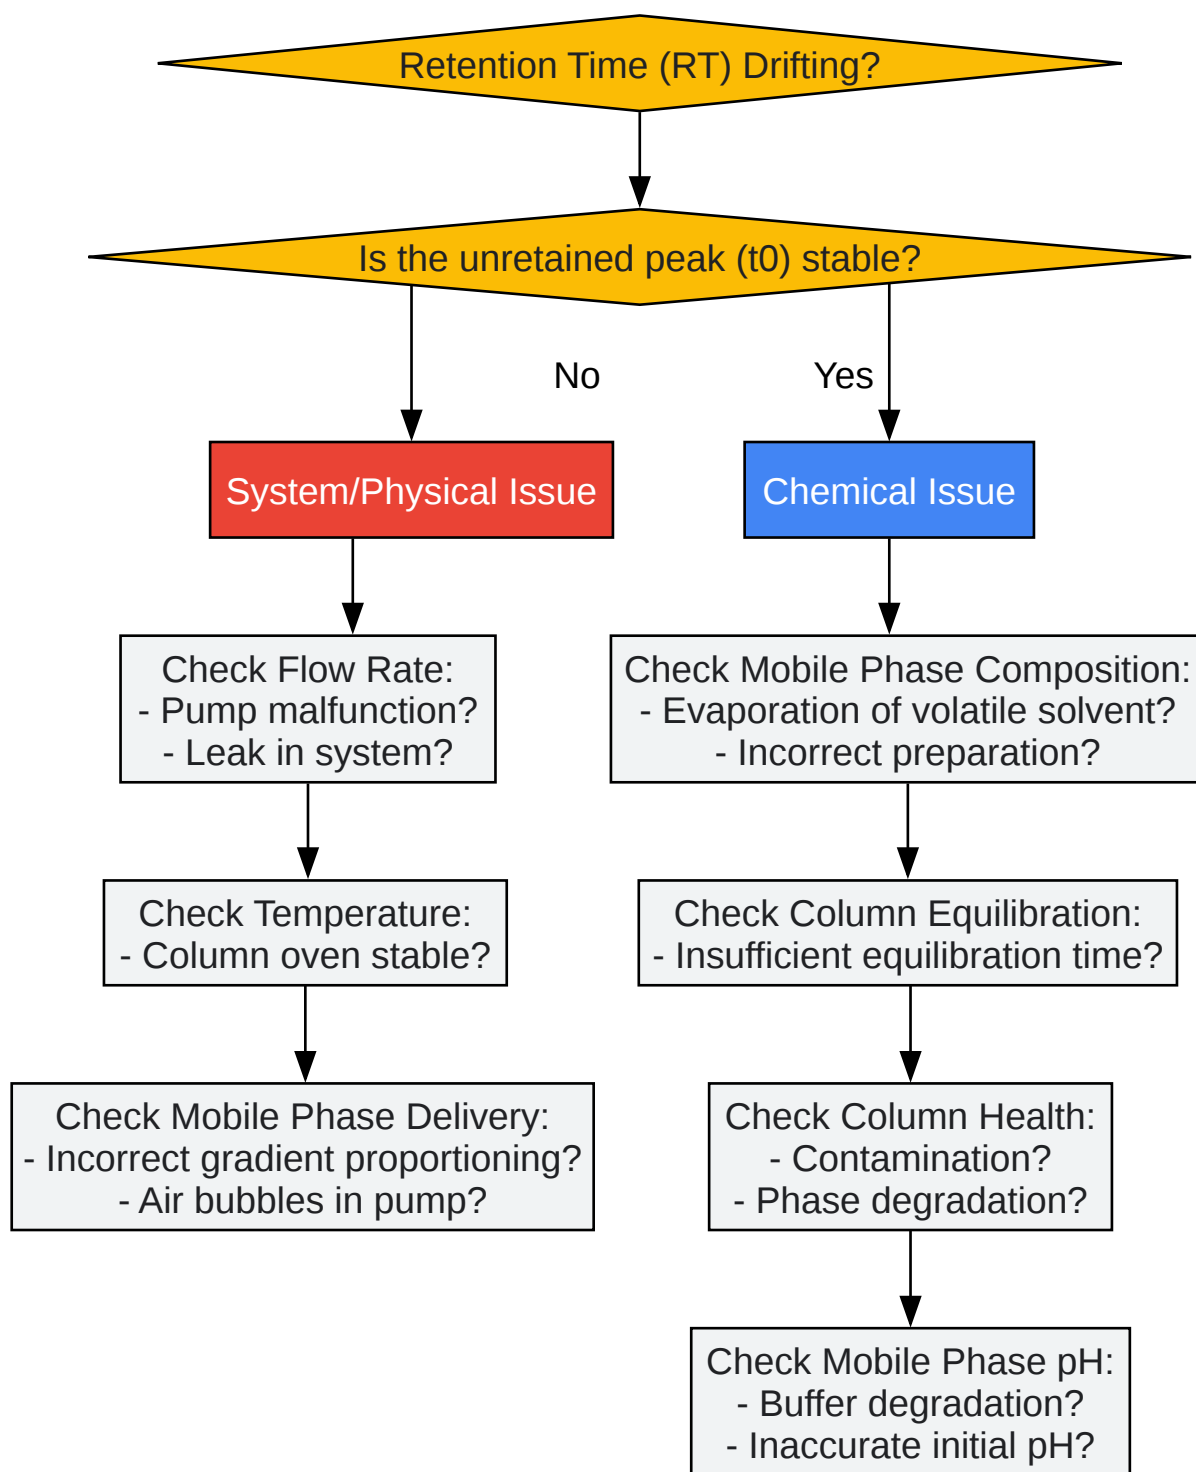 Retention Time (RT) Drifting?
Is the unretained peak (t0) stable?
No
Yes
System/Physical Issue
Chemical Issue
Check Flow Rate:
- Pump malfunction?
- Leak in system?
Check Mobile Phase Composition:
- Evaporation of volatile solvent?
- Incorrect preparation?
Check Temperature:
- Column oven stable?
Check Column Equilibration:
- Insufficient equilibration time?
Check Mobile Phase Delivery:
- Incorrect gradient proportioning?
- Air bubbles in pump?
Check Column Health:
- Contamination?
- Phase degradation?
Check Mobile Phase pH:
- Buffer degradation?
- Inaccurate initial pH?